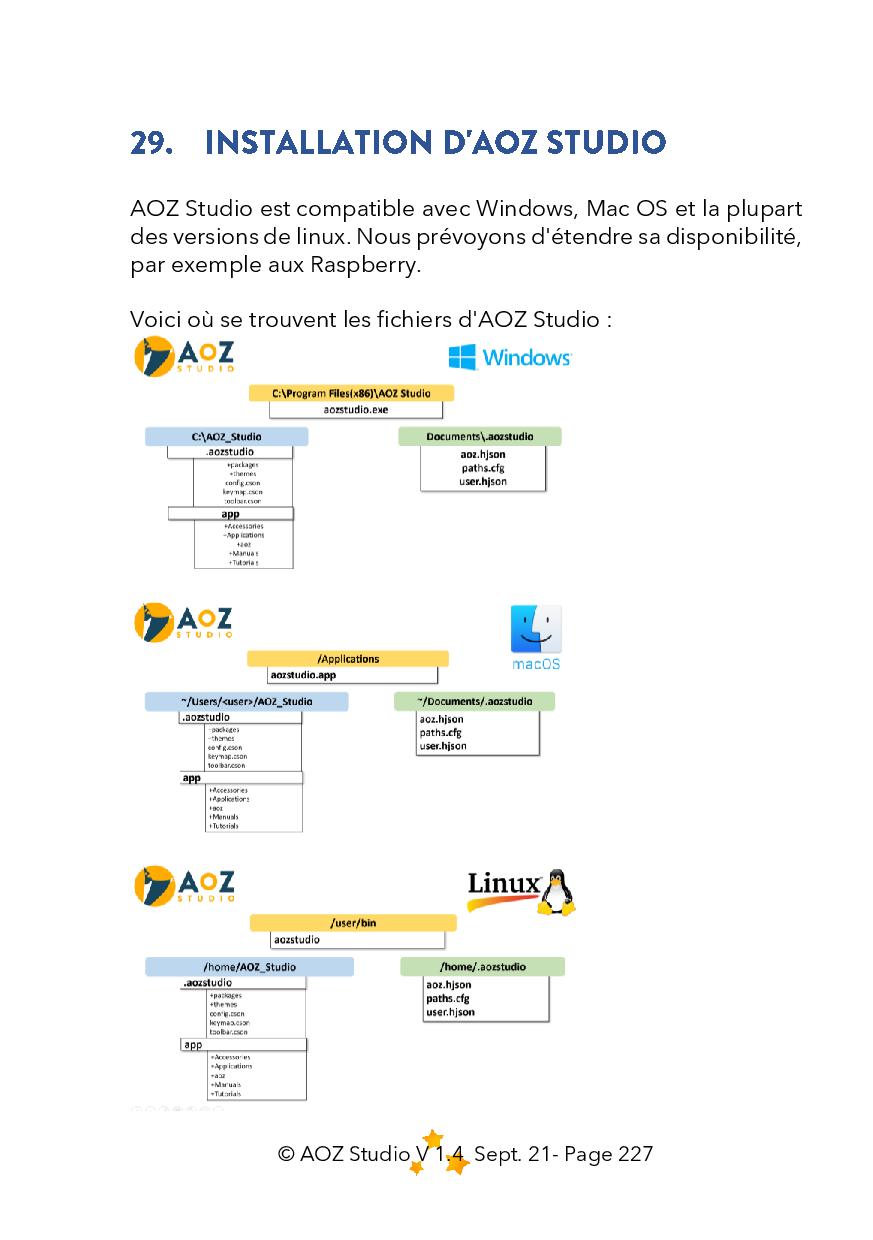 29. INSTALLATION D'AOZ STUDIO
AOZ Studio est compatible avec Windows, Mac OS et la plupart
des versions de linux. Nous prévoyons d'étendre sa disponibilité,
par exemple aux Raspberry.
Voici où se trouvent les fichiers d'AOZ Studio :
AOZ
STUDIO
Windows
C:\Program Files(x86)\AOZ Studio
aozstudio.exe
C:\AOZ_Studio
.aozstudio
+packages
+themes
config.cson
keymap.cson
toolbar.cson
app
+Accessories
+Applications
+aoz
+Manuals
+Tutorials
Documents\.aozstudio
aoz.hjson
paths.cfg
user.hjson
AOZ
STUDIO
macOS
/Applications
aozstudio.app
~/Users/<user>/AOZ_Studio
.aozstudio
+packages
+themes
config.cson
keymap.cson
toolbar.cson
app
+Accessories
+Applications
+aoz
+Manuals
+Tutorials
~/Documents/.aozstudio
aoz.hjson
paths.cfg
user.hjson
AOZ
STUDIO
Linux
/user/bin
aozstudio
/home/AOZ_Studio
.aozstudio
+packages
+themes
config.cson
keymap.cson
toolbar.cson
app
+Accessories
+Applications
+aoz
+Manuals
+Tutorials
/home/.aozstudio
aoz.hjson
paths.cfg
user.hjson
© AOZ Studio V 1.4 Sept. 21- Page 227